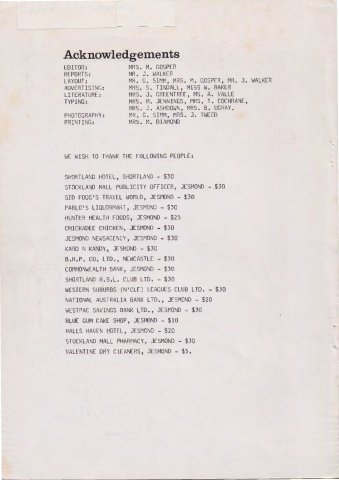 Acknowledgements
EDITOR: MRS. M. GOSPER
REPORTS: MR. J. WALKER
LAYOUT: MR. G. SIMM, MRS. M. GOSPER, MR. J. WALKER
ADVERTISING: MRS. S. TINDALL, MISS W. BAKER
LITERATURE: MRS. J. GREENTREE, MS. A. VALLE
TYPING: MRS. M. JENNINGS, MRS. F. COCHRANE,
MRS. J. ASHDOWN, MRS. B. UGRAY.
PHOTOGRAPHY: MR. G. SIMM, MRS. J. TWEED
PRINTING: MRS. M. DIAMOND
WE WISH TO THANK THE FOLLOWING PEOPLE:
SHORTLAND HOTEL, SHORTLAND - $30
STOCKLAND MALL PUBLICITY OFFICER, JESMOND - $30
SID FOGG'S TRAVEL WORLD, JESMOND - $30
PABLO'S LIQUORMART, JESMOND - $30
HUNTER HEALTH FOODS, JESMOND - $25
CHICKADEE CHICKEN, JESMOND - $30
JESMOND NEWSAGENCY, JESMOND - $30
KARD N KANDY, JESMOND - $30
B.H.P. CO. LTD., NEWCASTLE - $30
COMMONWEALTH BANK, JESMOND - $30
SHORTLAND R.S.L. CLUB LTD. - $30
WESTERN SUBURBS (N'CLE) LEAGUES CLUB LTD. - $30
NATIONAL AUSTRALIA BANK LTD., JESMOND - $20
WESTPAC SAVINGS BANK LTD., JESMOND - $30
BLUE GUM CAKE SHOP, JESMOND - $10
HALLS HAVEN HOTEL, JESMOND - $20
STOCKLAND MALL PHARMACY, JESMOND - $30
VALENTINE DRY CLEANERS, JESMOND - $5.